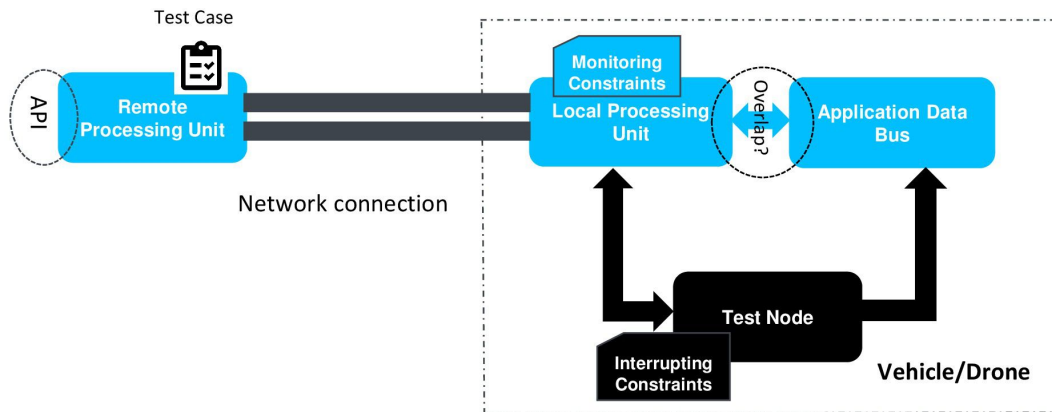 Test Case
API
Remote
Processing Unit
Network connection
Monitoring
Constraints
Local Processing
Unit
Overlap?
Application Data
Bus
Test Node
Interrupting
Constraints
Vehicle/Drone